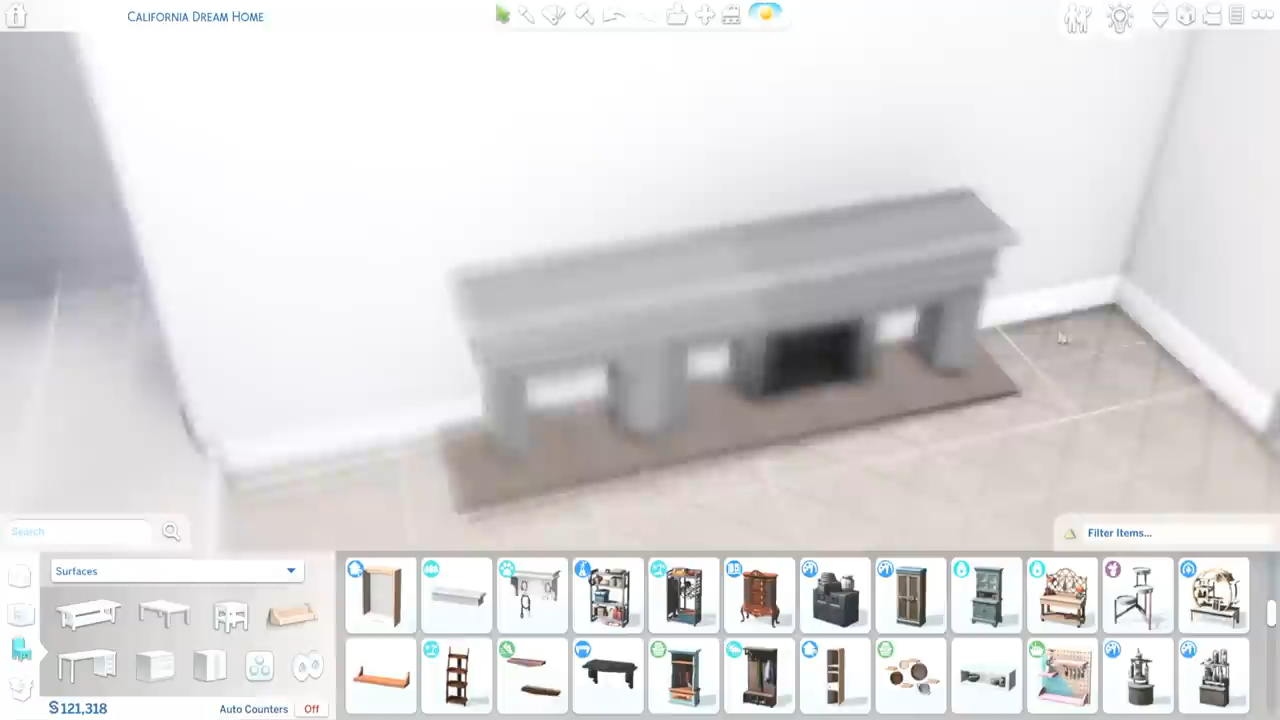 CALIFORNIA DREAM HOME
Search
Filter Items...
Surfaces
§121,318
Auto Counters
Off